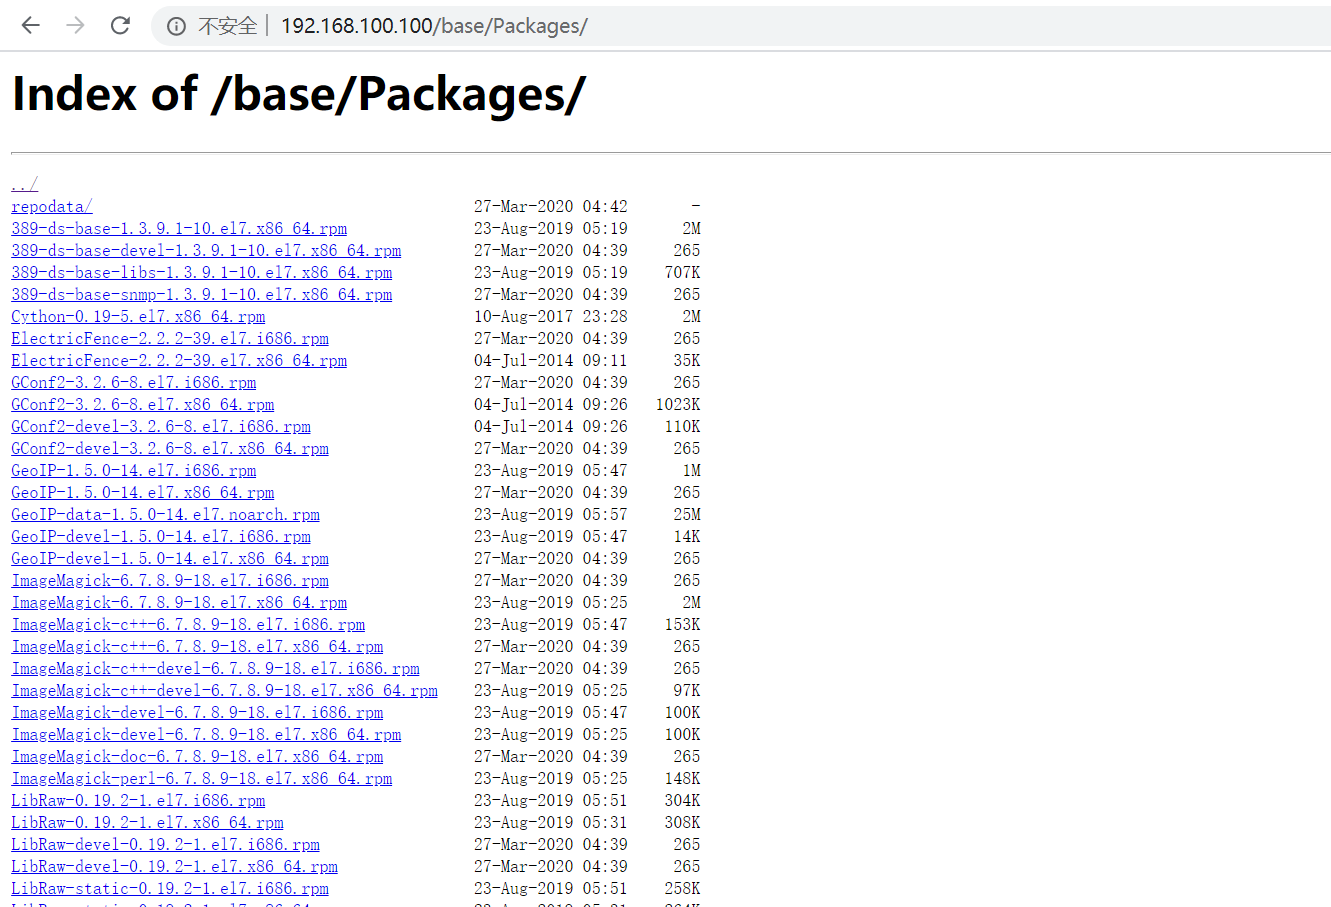 不安全 192.168.100.100/base/Packages/
Index of /base/Packages/
../
repodata/ 27-Mar-2020 04:42 -
389-ds-base-1.3.9.1-10.el7.x86_64.rpm 23-Aug-2019 05:19 2M
389-ds-base-devel-1.3.9.1-10.el7.x86_64.rpm 27-Mar-2020 04:39 265
389-ds-base-libs-1.3.9.1-10.el7.x86_64.rpm 23-Aug-2019 05:19 707K
389-ds-base-snmp-1.3.9.1-10.el7.x86_64.rpm 27-Mar-2020 04:39 265
Cython-0.19-5.el7.x86_64.rpm 10-Aug-2017 23:28 2M
ElectricFence-2.2.2-39.el7.i686.rpm 27-Mar-2020 04:39 265
ElectricFence-2.2.2-39.el7.x86_64.rpm 04-Jul-2014 09:11 35K
GConf2-3.2.6-8.el7.i686.rpm 27-Mar-2020 04:39 265
GConf2-3.2.6-8.el7.x86_64.rpm 04-Jul-2014 09:26 1023K
GConf2-devel-3.2.6-8.el7.i686.rpm 04-Jul-2014 09:26 110K
GConf2-devel-3.2.6-8.el7.x86_64.rpm 27-Mar-2020 04:39 265
GeoIP-1.5.0-14.el7.i686.rpm 23-Aug-2019 05:47 1M
GeoIP-1.5.0-14.el7.x86_64.rpm 27-Mar-2020 04:39 265
GeoIP-data-1.5.0-14.el7.noarch.rpm 23-Aug-2019 05:57 25M
GeoIP-devel-1.5.0-14.el7.i686.rpm 23-Aug-2019 05:47 14K
GeoIP-devel-1.5.0-14.el7.x86_64.rpm 27-Mar-2020 04:39 265
ImageMagick-6.7.8.9-18.el7.i686.rpm 27-Mar-2020 04:39 265
ImageMagick-6.7.8.9-18.el7.x86_64.rpm 23-Aug-2019 05:25 2M
ImageMagick-c++-6.7.8.9-18.el7.i686.rpm 23-Aug-2019 05:47 153K
ImageMagick-c++-6.7.8.9-18.el7.x86_64.rpm 27-Mar-2020 04:39 265
ImageMagick-c++-devel-6.7.8.9-18.el7.i686.rpm 27-Mar-2020 04:39 265
ImageMagick-c++-devel-6.7.8.9-18.el7.x86_64.rpm 23-Aug-2019 05:25 97K
ImageMagick-devel-6.7.8.9-18.el7.i686.rpm 23-Aug-2019 05:47 100K
ImageMagick-devel-6.7.8.9-18.el7.x86_64.rpm 23-Aug-2019 05:25 100K
ImageMagick-doc-6.7.8.9-18.el7.x86_64.rpm 27-Mar-2020 04:39 265
ImageMagick-perl-6.7.8.9-18.el7.x86_64.rpm 23-Aug-2019 05:25 148K
LibRaw-0.19.2-1.el7.i686.rpm 23-Aug-2019 05:51 304K
LibRaw-0.19.2-1.el7.x86_64.rpm 23-Aug-2019 05:31 308K
LibRaw-devel-0.19.2-1.el7.i686.rpm 27-Mar-2020 04:39 265
LibRaw-devel-0.19.2-1.el7.x86_64.rpm 27-Mar-2020 04:39 265
LibRaw-static-0.19.2-1.el7.i686.rpm 23-Aug-2019 05:51 258K